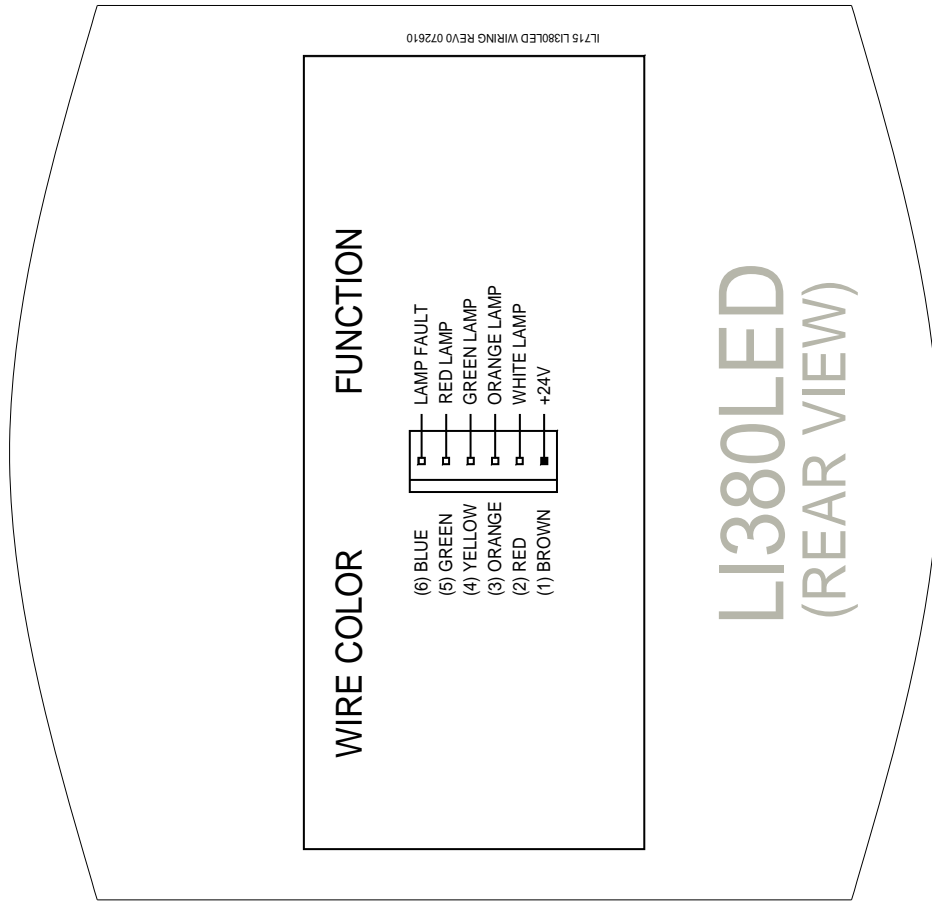 IL715 LI380LED WIRING REV0 072610
WIRE COLOR FUNCTION
(6) BLUE LAMP FAULT
(5) GREEN RED LAMP
(4) YELLOW GREEN LAMP
(3) ORANGE ORANGE LAMP
(2) RED WHITE LAMP
(1) BROWN +24V
LI380LED
(REAR VIEW)